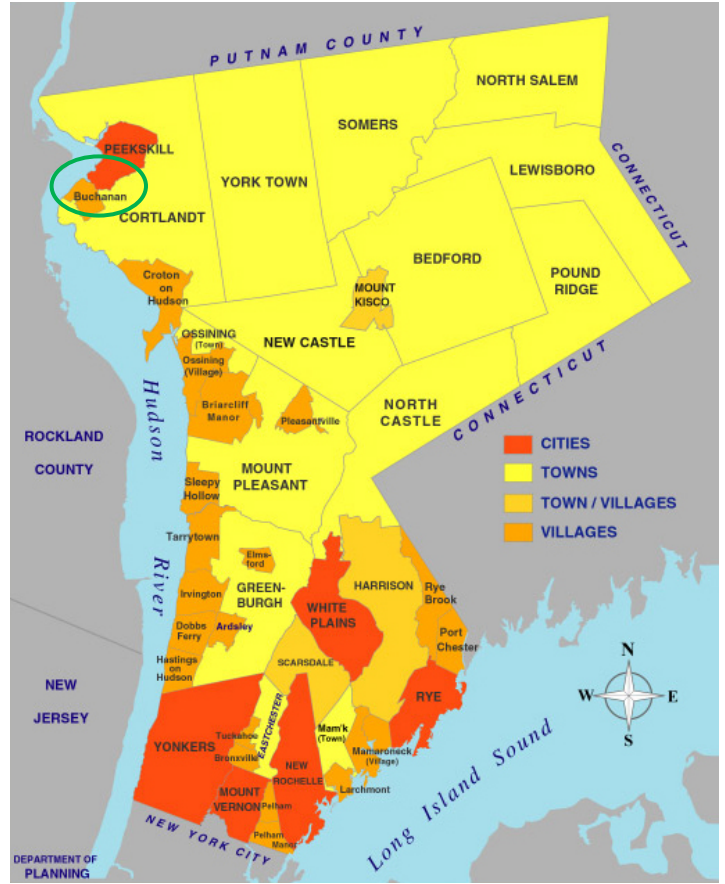 PUTNAM COUNTY
NORTH SALEM
SOMERS
PEEKSKILL
YORK TOWN
LEWISBORO
CONNECTICUT
Buchanan
CORTLANDT
BEDFORD
POUND
RIDGE
MOUNT
KISCO
Croton
on
Hudson
OSSINING
(Town)
NEW CASTLE
Ossining
(Village)
Hudson
Briarcliff
Manor
Pleasantville
NORTH
CASTLE
CONNECTICUT
ROCKLAND
COUNTY
CITIES
TOWNS
TOWN / VILLAGES
VILLAGES
MOUNT
PLEASANT
Sleepy
Hollow
Tarrytown
Elms-
ford
River
GREEN-
BURGH
HARRISON
Rye
Brook
Irvington
WHITE
PLAINS
Dobbs
Ferry
Ardsley
Port
Chester
Hastings
on
Hudson
SCARSDALE
NEW
JERSEY
RYE
N
W
E
S
YONKERS
EASTCHESTER
Tuckahoe
Bronxville
Mam'k
(Town)
Mamaroneck
(Village)
NEW
ROCHELLE
Larchmont
MOUNT
VERNON
Pelham
Pelham
Manor
Long Island Sound
NEW YORK CITY
DEPARTMENT OF
PLANNING